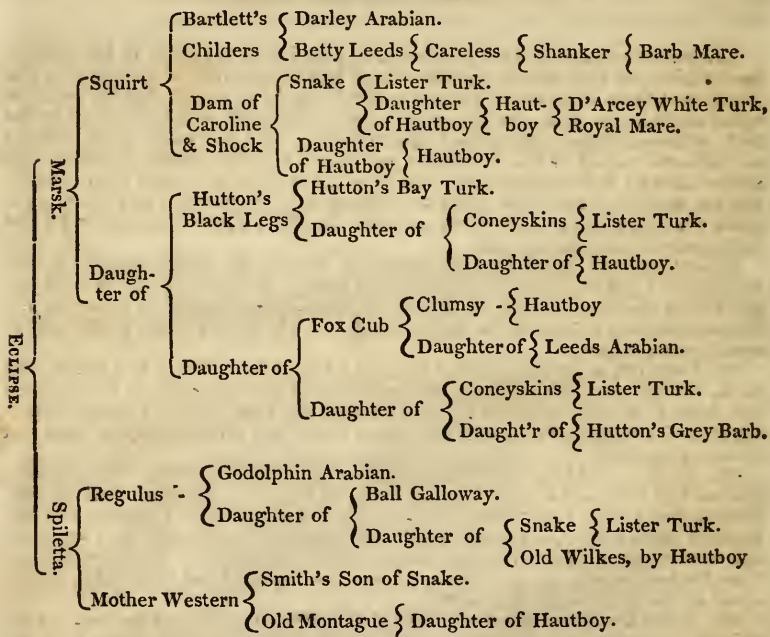 Bartlett's Childers { Darley Arabian.
Betty Leeds { Careless { Shanker { Barb Mare.
Squirt
Dam of Caroline & Shock
Snake { Lister Turk.
Daughter of Hautboy { Haut-boy { D'Arcey White Turk,
Royal Mare.
Daughter of Hautboy { Hautboy.
Marsk.
Hutton's Black Legs { Hutton's Bay Turk.
Daughter of { Coneyskins { Lister Turk.
Daughter of { Hautboy.
Daugh-
ter of
Fox Cub { Clumsy - { Hautboy
Daughter of { Leeds Arabian.
Daughter of
Daughter of { Coneyskins { Lister Turk.
Daught'r of { Hutton's Grey Barb.
ECLIPSE.
Regulus - { Godolphin Arabian.
Daughter of { Ball Galloway.
Daughter of { Snake { Lister Turk.
Old Wilkes, by Hautboy
Spiletta.
Mother Western { Smith's Son of Snake.
Old Montague { Daughter of Hautboy.